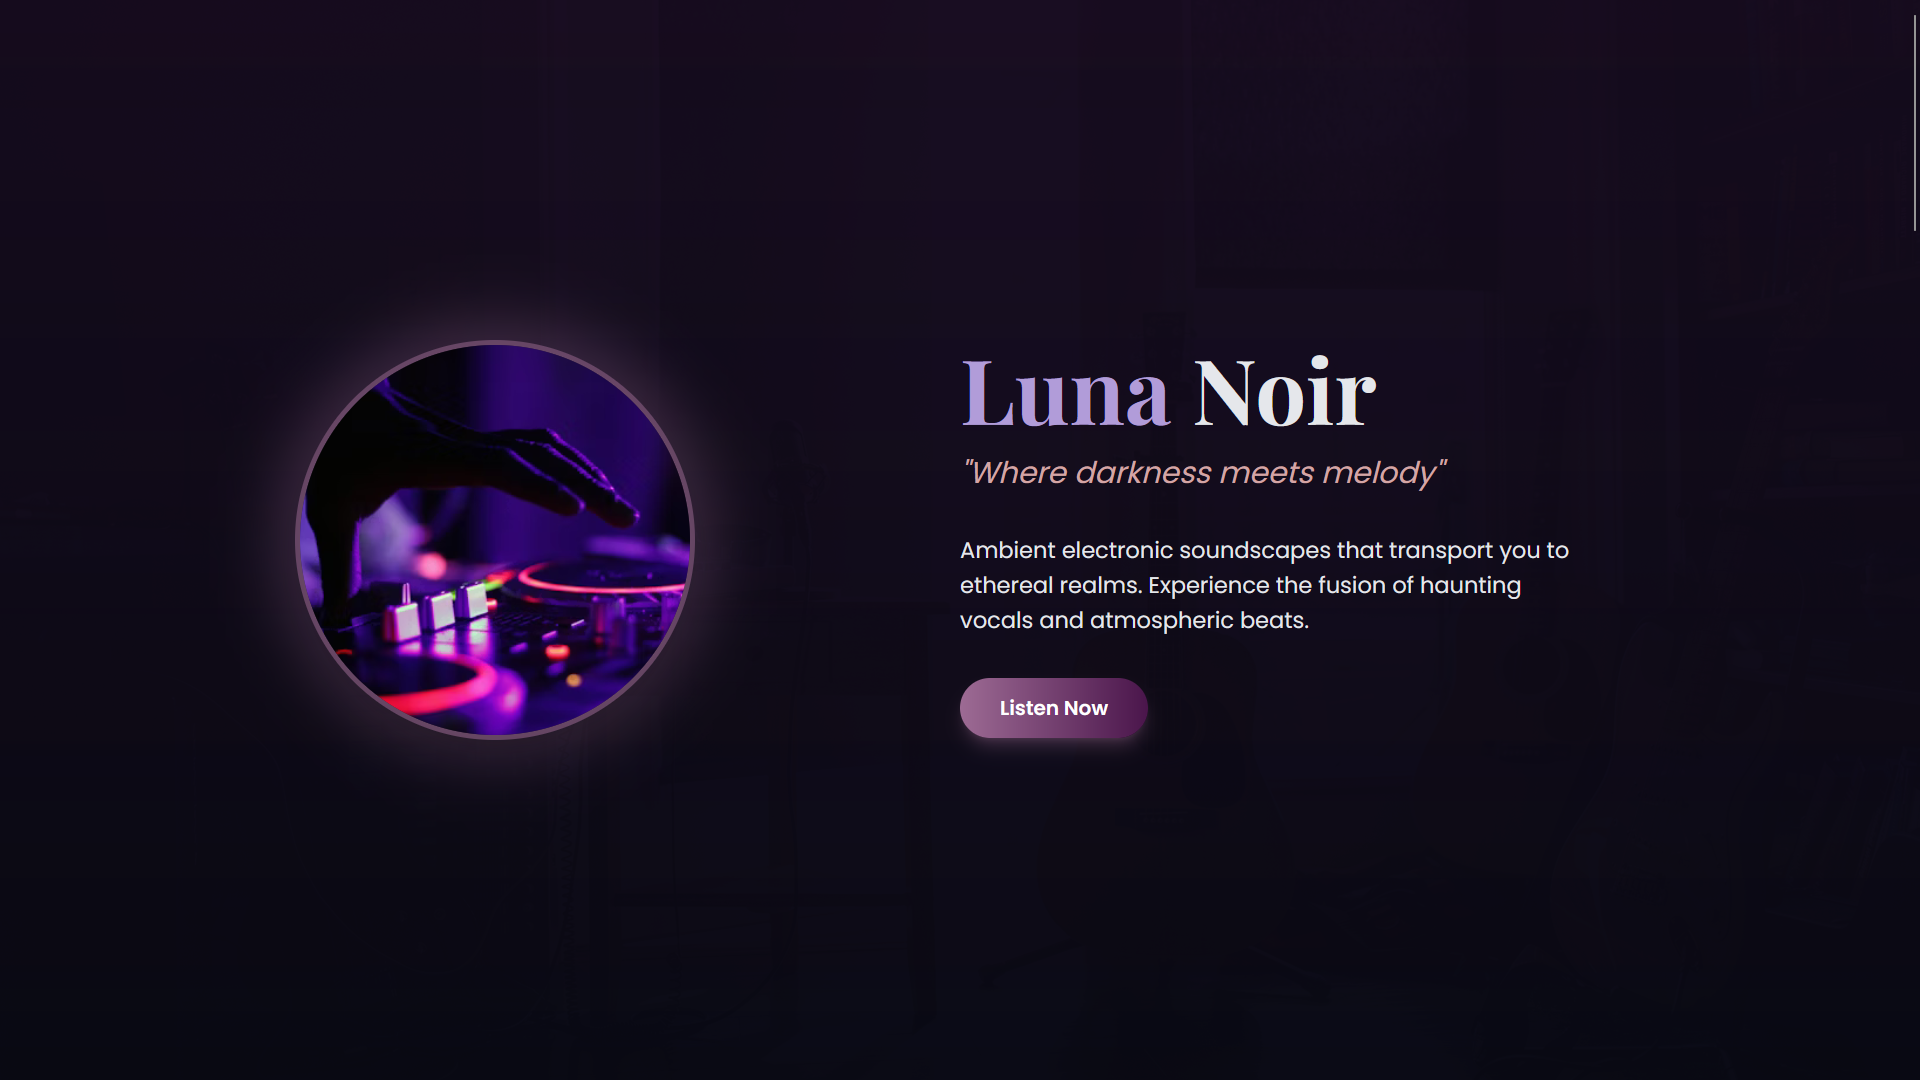 Luna Noir
"Where darkness meets melody"
Ambient electronic soundscapes that transport you to
ethereal realms. Experience the fusion of haunting
vocals and atmospheric beats.
Listen Now